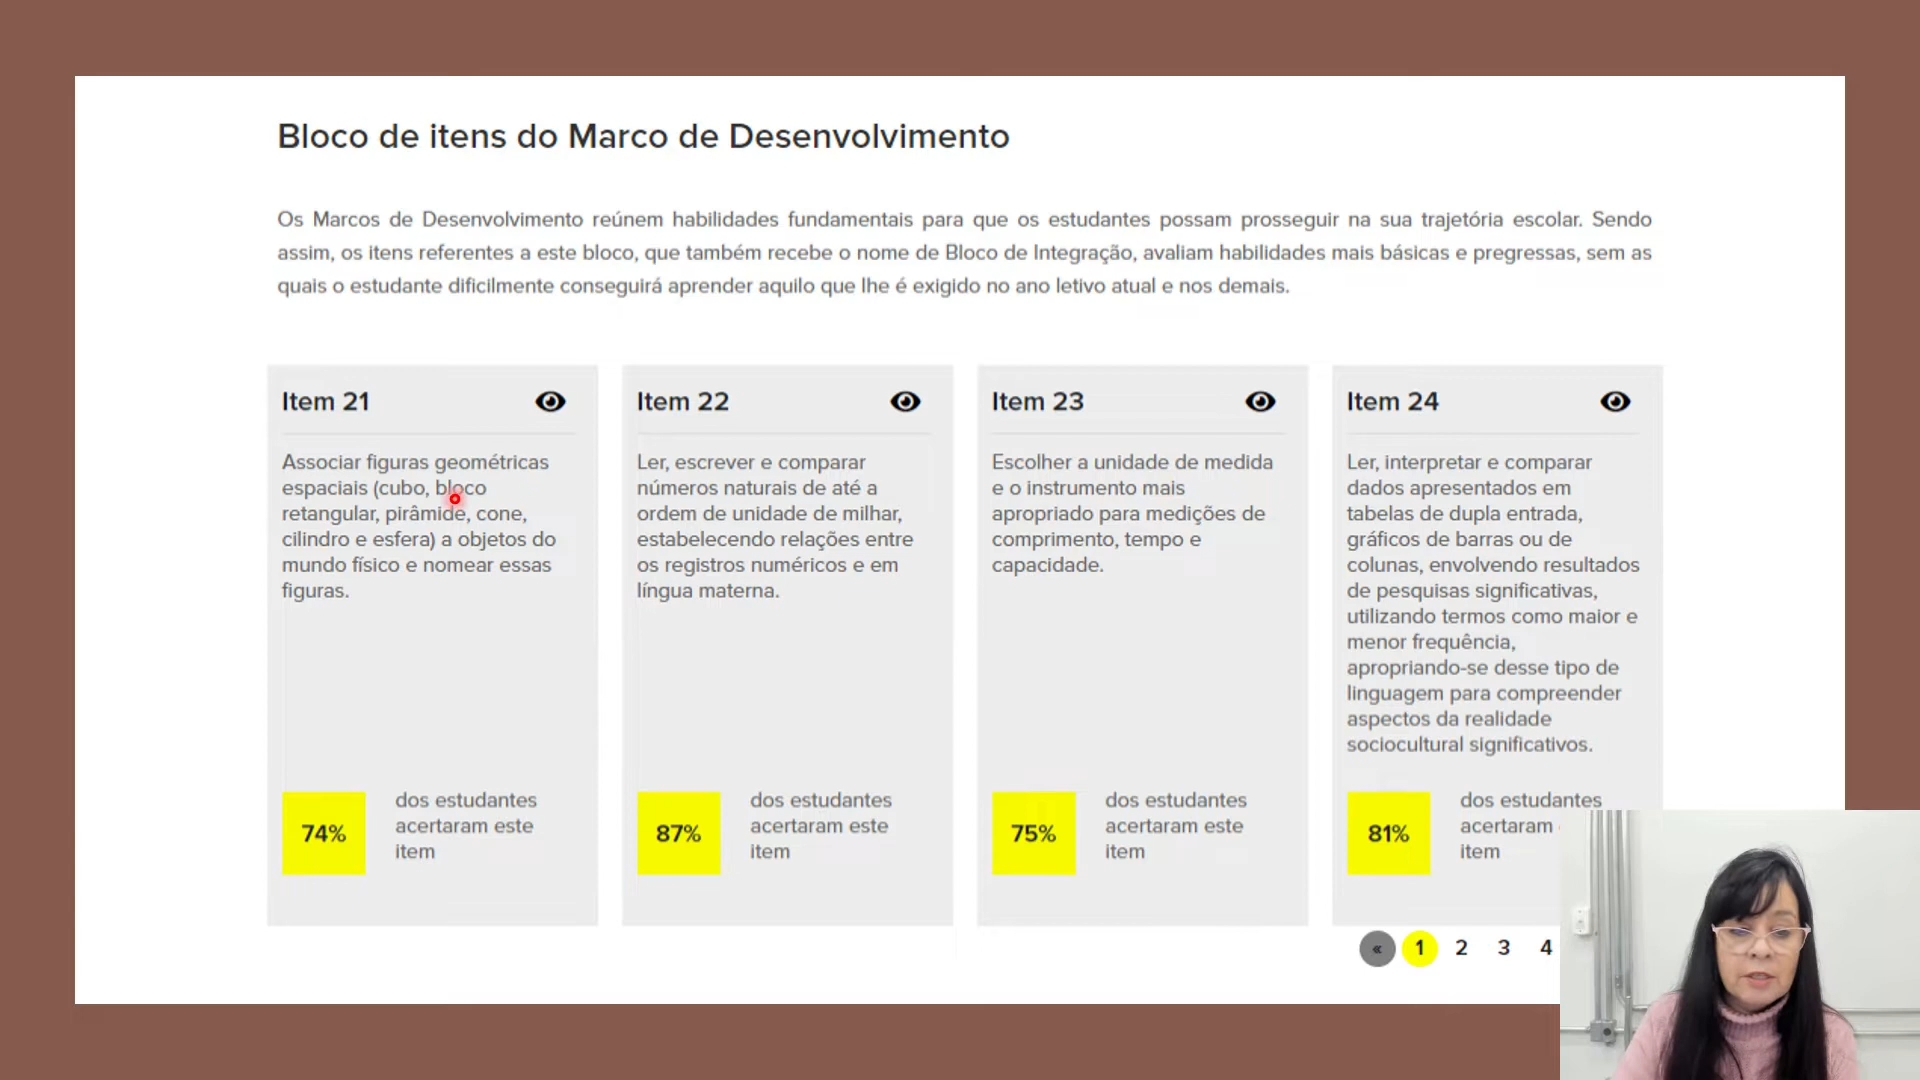 Bloco de itens do Marco de Desenvolvimento
Os Marcos de Desenvolvimento reúnem habilidades fundamentais para que os estudantes possam prosseguir na sua trajetória escolar. Sendo
assim, os itens referentes a este bloco, que também recebe o nome de Bloco de Integração, avaliam habilidades mais básicas e pregressas, sem as
quais o estudante dificilmente conseguirá aprender aquilo que lhe é exigido no ano letivo atual e nos demais.
Item 21
Associar figuras geométricas
espaciais (cubo, bloco
retangular, pirâmide, cone,
cilindro e esfera) a objetos do
mundo físico e nomear essas
figuras.
74%
dos estudantes
acertaram este
item
Item 22
Ler, escrever e comparar
números naturais de até a
ordem de unidade de milhar,
estabelecendo relações entre
os registros numéricos e em
língua materna.
87%
dos estudantes
acertaram este
item
Item 23
Escolher a unidade de medida
e o instrumento mais
apropriado para medições de
comprimento, tempo e
capacidade.
75%
dos estudantes
acertaram este
item
Item 24
Ler, interpretar e comparar
dados apresentados em
tabelas de dupla entrada,
gráficos de barras ou de
colunas, envolvendo resultados
de pesquisas significativas,
utilizando termos como maior e
menor frequência,
apropriando-se desse tipo de
linguagem para compreender
aspectos da realidade
sociocultural significativos.
81%
dos estudantes
acertaram
item
« 1 2 3 4